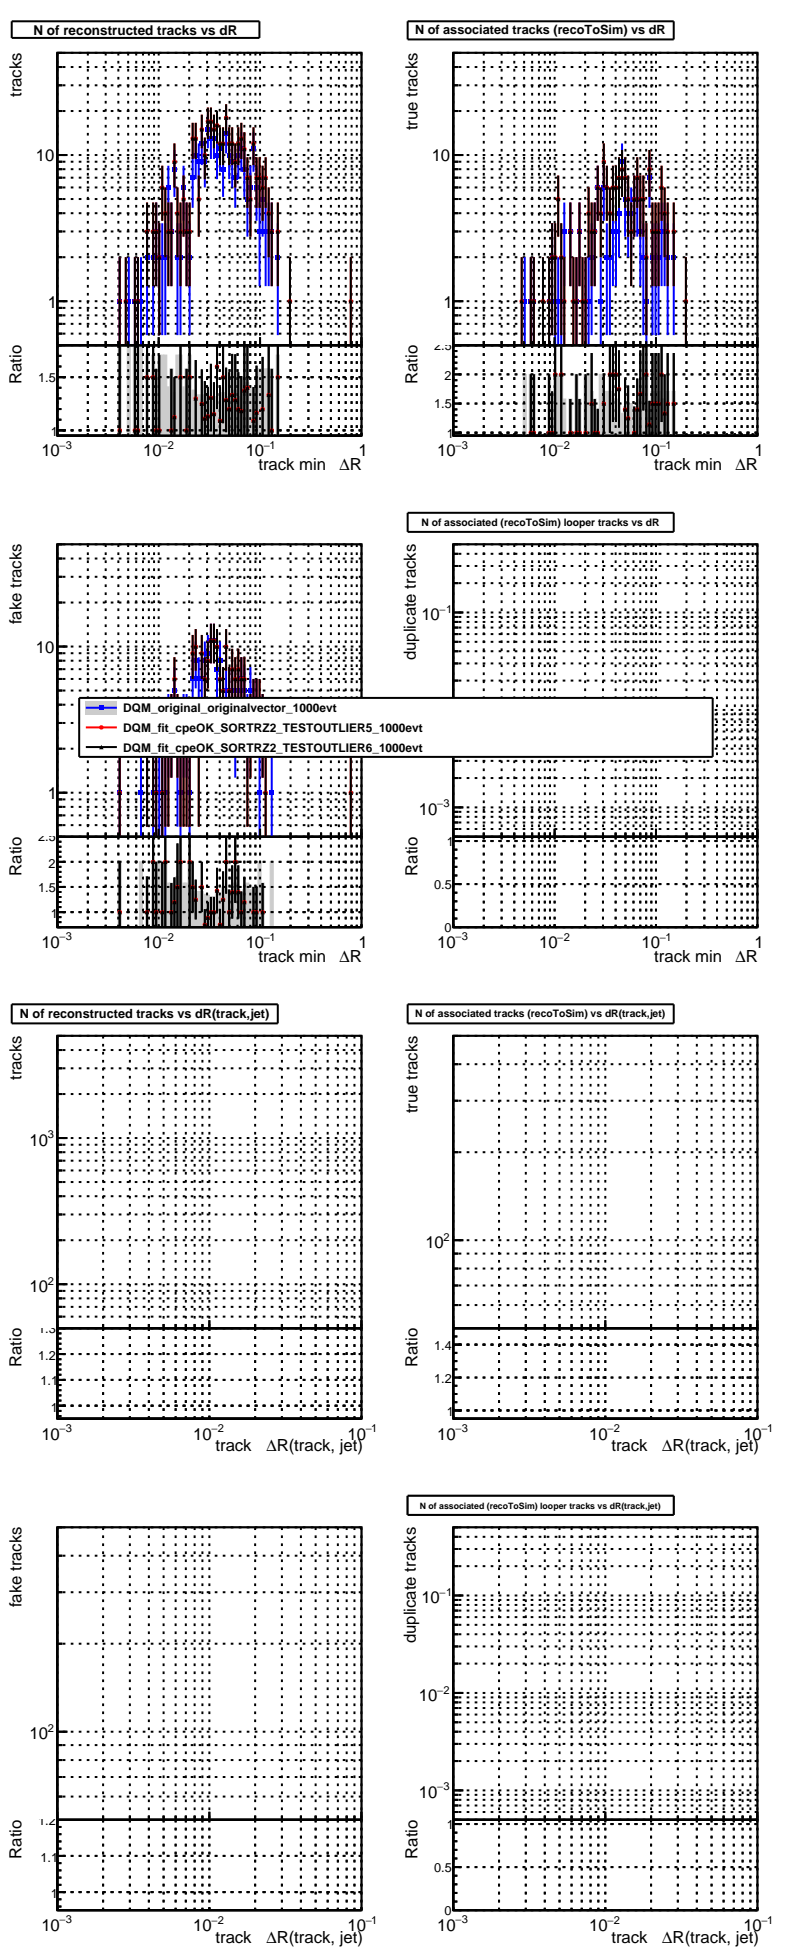 N of reconstructed tracks vs dR
tracks
10
1
Ratio
1.5
1
10−3
10−2
10−1
1
track min ΔR
N of associated tracks (recoToSim) vs dR
true tracks
10
1
Ratio
2.5
2
1.5
1
10−3
10−2
10−1
1
track min ΔR
fake tracks
10
1
Ratio
2.5
2
1.5
1
10−3
10−2
10−1
1
track min ΔR
N of associated (recoToSim) looper tracks vs dR
duplicate tracks
10−1
10−3
Ratio
1
0.5
0
10−3
10−2
10−1
1
track min ΔR
DQM_original_originalvector_1000evt
DQM_fit_cpeOK_SORTRZ2_TESTOUTLIER5_1000evt
DQM_fit_cpeOK_SORTRZ2_TESTOUTLIER6_1000evt
N of reconstructed tracks vs dR(track,jet)
tracks
103
102
Ratio
1.3
1.2
1.1
1
10−3
10−2
10−1
track ΔR(track, jet)
N of associated tracks (recoToSim) vs dR(track,jet)
true tracks
102
Ratio
1.4
1.2
1
10−3
10−2
10−1
track ΔR(track, jet)
fake tracks
102
Ratio
1.2
1.1
1
10−3
10−2
10−1
track ΔR(track, jet)
N of associated (recoToSim) looper tracks vs dR(track,jet)
duplicate tracks
10−1
10−2
10−3
Ratio
1
0.5
0
10−3
10−2
10−1
track ΔR(track, jet)